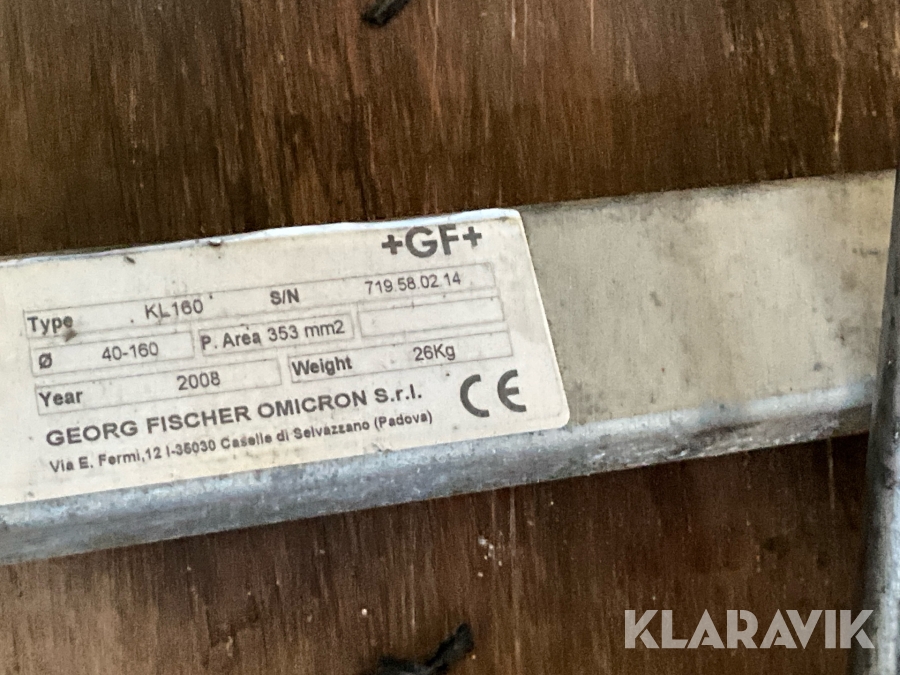 +GF+
Type KL160 S/N 719.58.02.14
Ø 40-160 P. Area 353 mm2
Year 2008 Weight 26Kg
GEORG FISCHER OMICRON S.r.l.
Via E. Fermi,12 I-35030 Caselle di Selvazzano (Padova)
CE
KLARAVIK